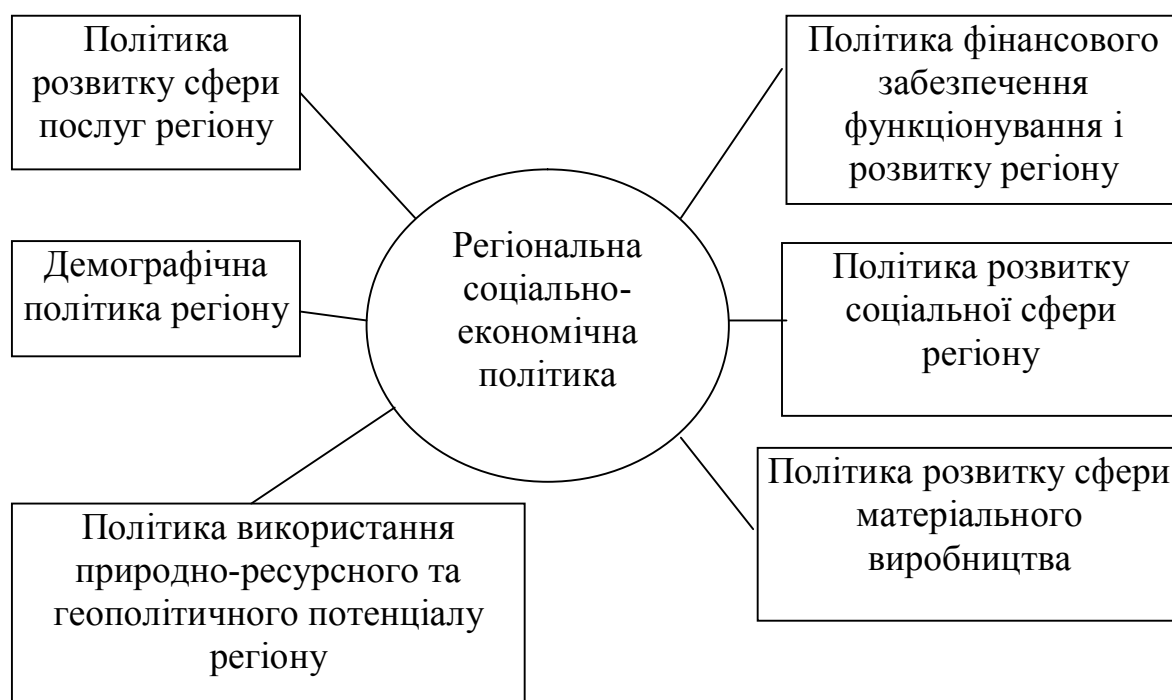 Політика
розвитку сфери
послуг регіону
Політика фінансового
забезпечення
функціонування і
розвитку регіону
Демографічна
політика регіону
Регіональна
соціально-
економічна
політика
Політика розвитку
соціальної сфери
регіону
Політика використання
природно-ресурсного та
геополітичного потенціалу
регіону
Політика розвитку сфери
матеріального
виробництва